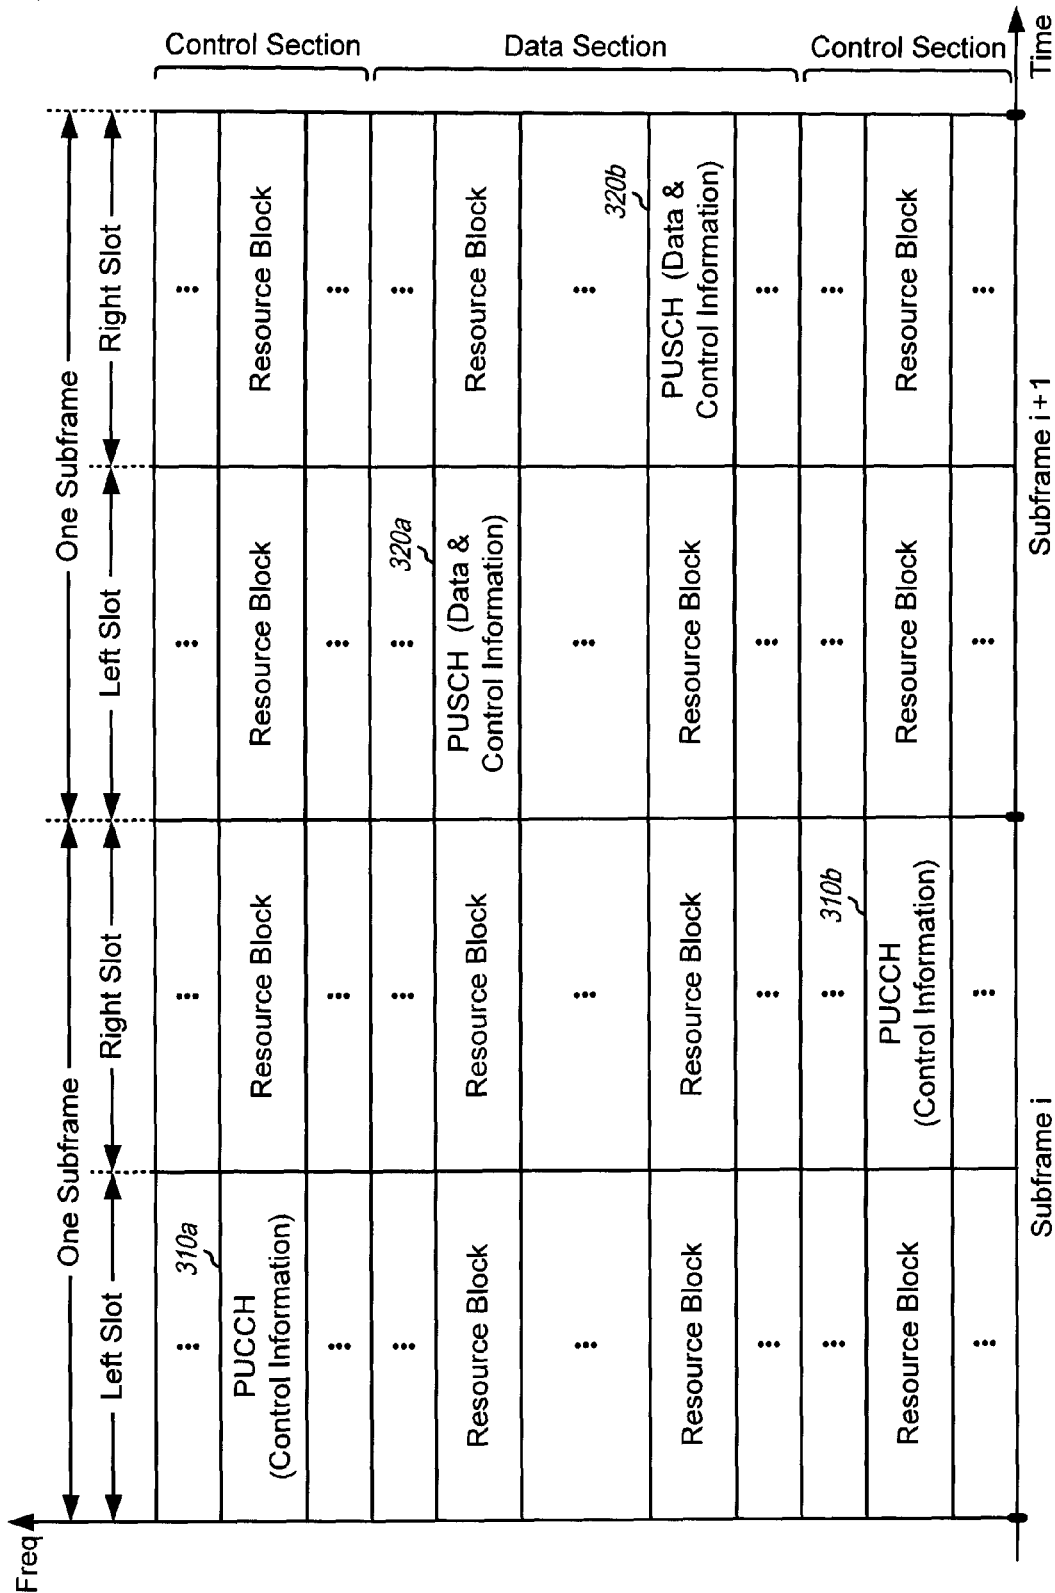 Freq
One Subframe
One Subframe
Left Slot
Right Slot
Left Slot
Right Slot
310a
...
...
...
...
Control Section
PUCCH
(Control Information)
Resource Block
Resource Block
Resource Block
...
...
...
...
320a
...
...
...
...
Data Section
Resource Block
Resource Block
PUSCH (Data &
Control Information)
Resource Block
320b
...
...
...
...
Resource Block
Resource Block
Resource Block
PUSCH (Data &
Control Information)
...
...
...
...
310b
...
...
...
...
Control Section
Resource Block
PUCCH
(Control Information)
Resource Block
Resource Block
...
...
...
...
Subframe i
Subframe i + 1
Time